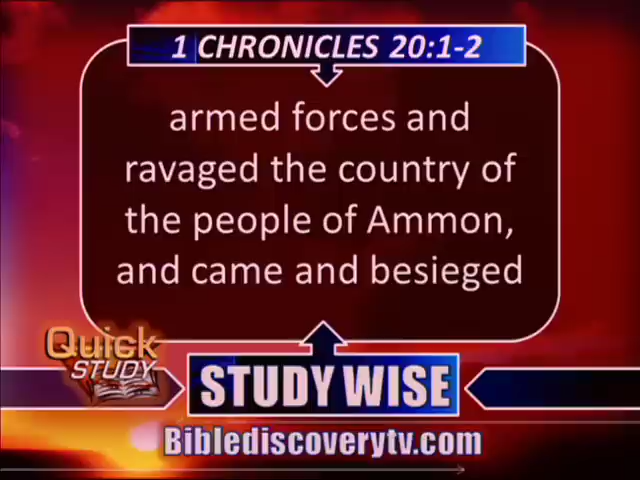 1 CHRONICLES 20:1-2
armed forces and
ravaged the country of
the people of Ammon,
and came and besieged
Quick
STUDY
STUDY WISE
Biblediscoverytv.com